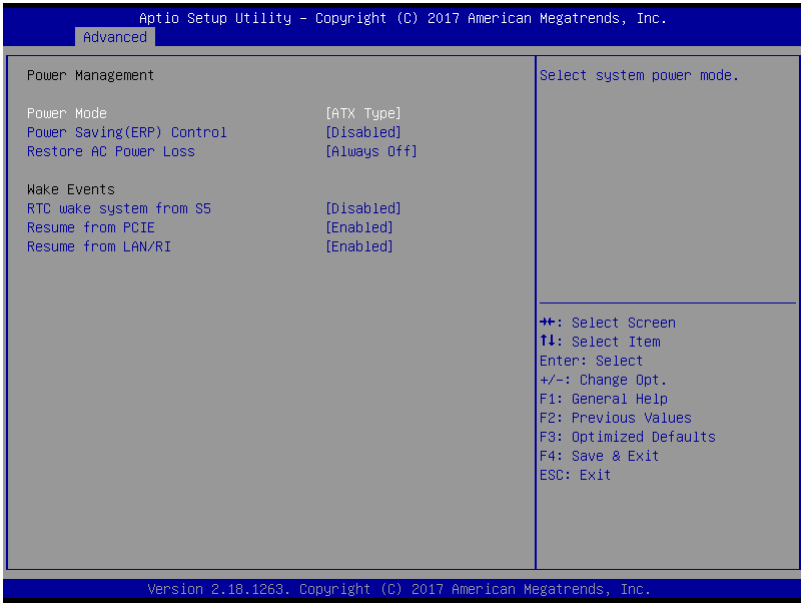 Aptio Setup Utility – Copyright (C) 2017 American Megatrends, Inc.
Advanced
Power Management
Power Mode [ATX Type]
Power Saving(ERP) Control [Disabled]
Restore AC Power Loss [Always Off]
Wake Events
RTC wake system from S5 [Disabled]
Resume from PCIE [Enabled]
Resume from LAN/RI [Enabled]
Select system power mode.
→←: Select Screen
↑↓: Select Item
Enter: Select
+/-: Change Opt.
F1: General Help
F2: Previous Values
F3: Optimized Defaults
F4: Save & Exit
ESC: Exit
Version 2.18.1263. Copyright (C) 2017 American Megatrends, Inc.